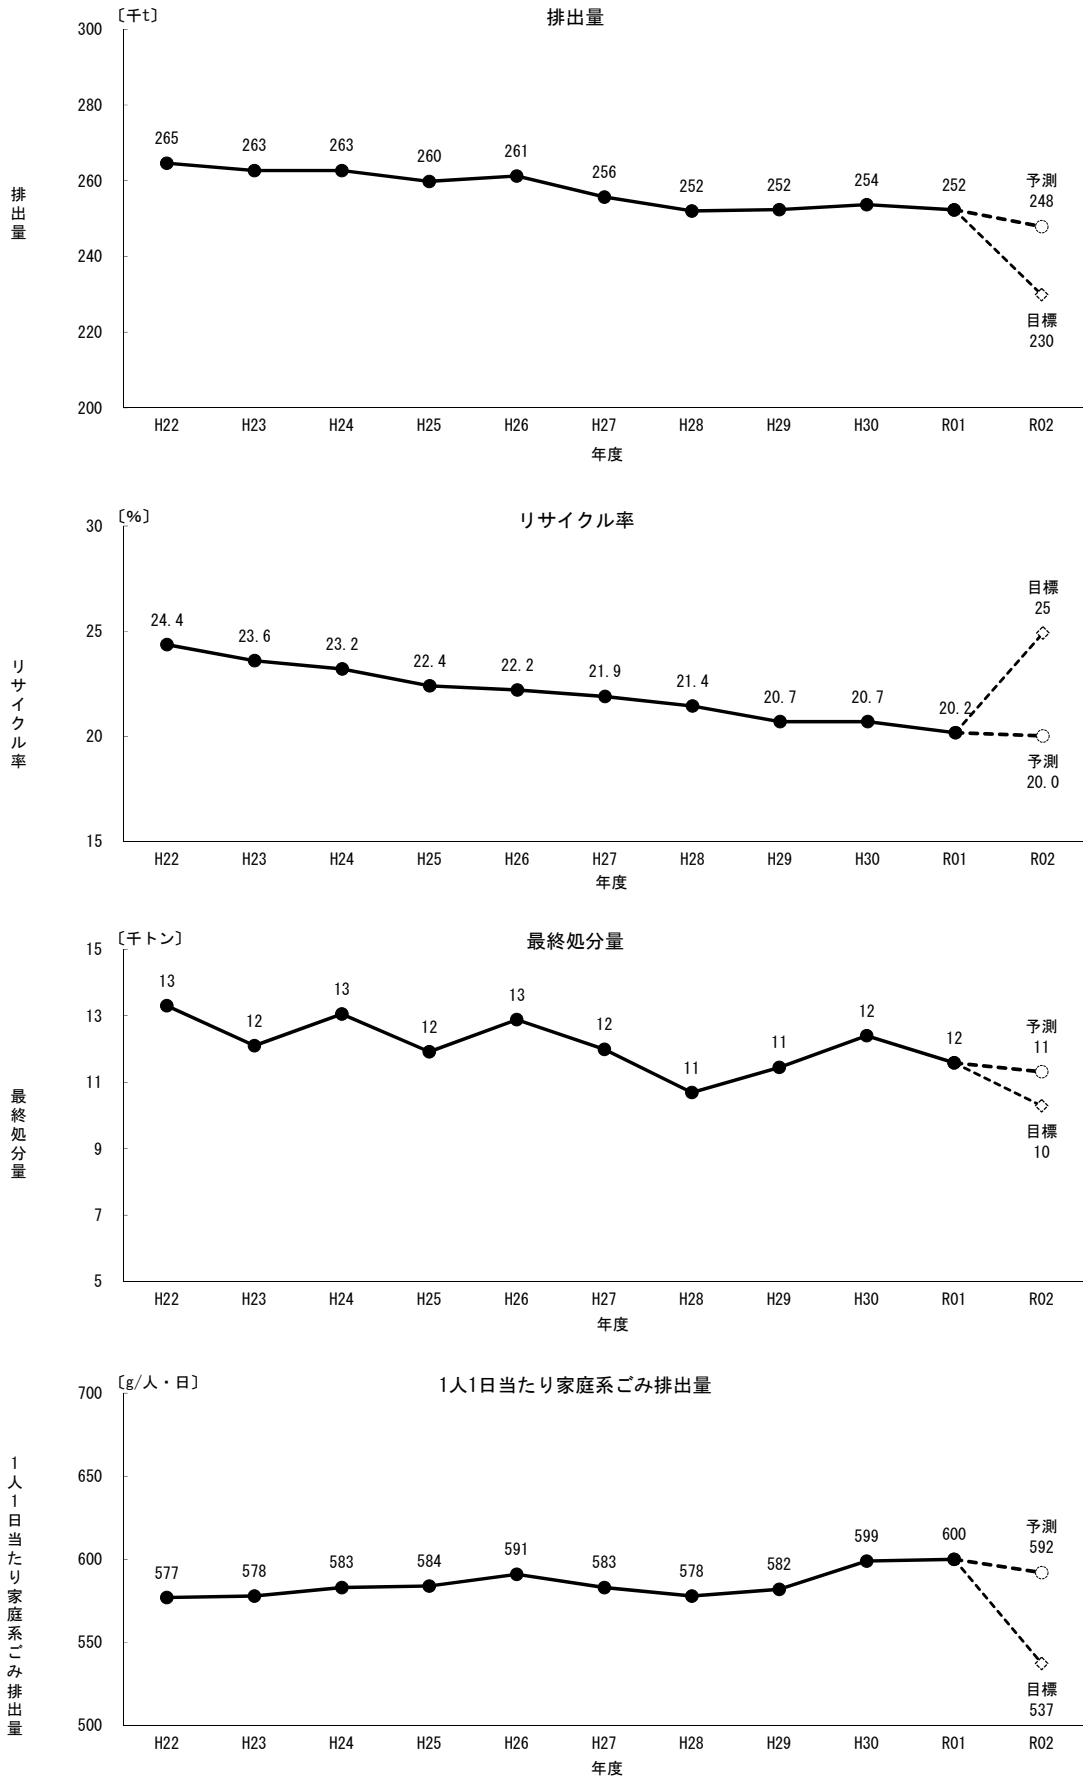 〔千t〕
排出量
300
280
260
240
220
200
排出量
265
263
263
260
261
256
252
252
254
252
予測
248
目標
230
H22 H23 H24 H25 H26 H27 H28 H29 H30 R01 R02
年度
〔%〕
リサイクル率
30
25
20
15
リサイクル率
24.4
23.6
23.2
22.4
22.2
21.9
21.4
20.7
20.7
20.2
目標
25
予測
20.0
H22 H23 H24 H25 H26 H27 H28 H29 H30 R01 R02
年度
〔千トン〕
最終処分量
15
13
11
9
7
5
最終処分量
13
12
13
12
13
12
11
11
12
12
予測
11
目標
10
H22 H23 H24 H25 H26 H27 H28 H29 H30 R01 R02
年度
〔g/人・日〕
1人1日当たり家庭系ごみ排出量
700
650
600
550
500
1人1日当たり家庭系ごみ排出量
577
578
583
584
591
583
578
582
599
600
予測
592
目標
537
H22 H23 H24 H25 H26 H27 H28 H29 H30 R01 R02
年度